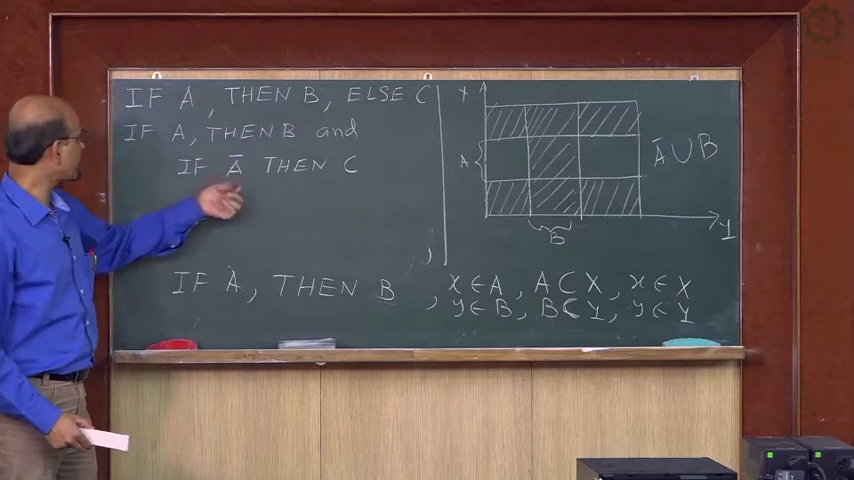 IF A, THEN B, ELSE C
IF A, THEN B and
IF Ā THEN C
IF A, THEN B, x ∈ A, A ⊂ X, x ∈ X
y ∈ B, B ⊂ Y, y ∈ Y
Y
A
B
Y
Ā ∪ B